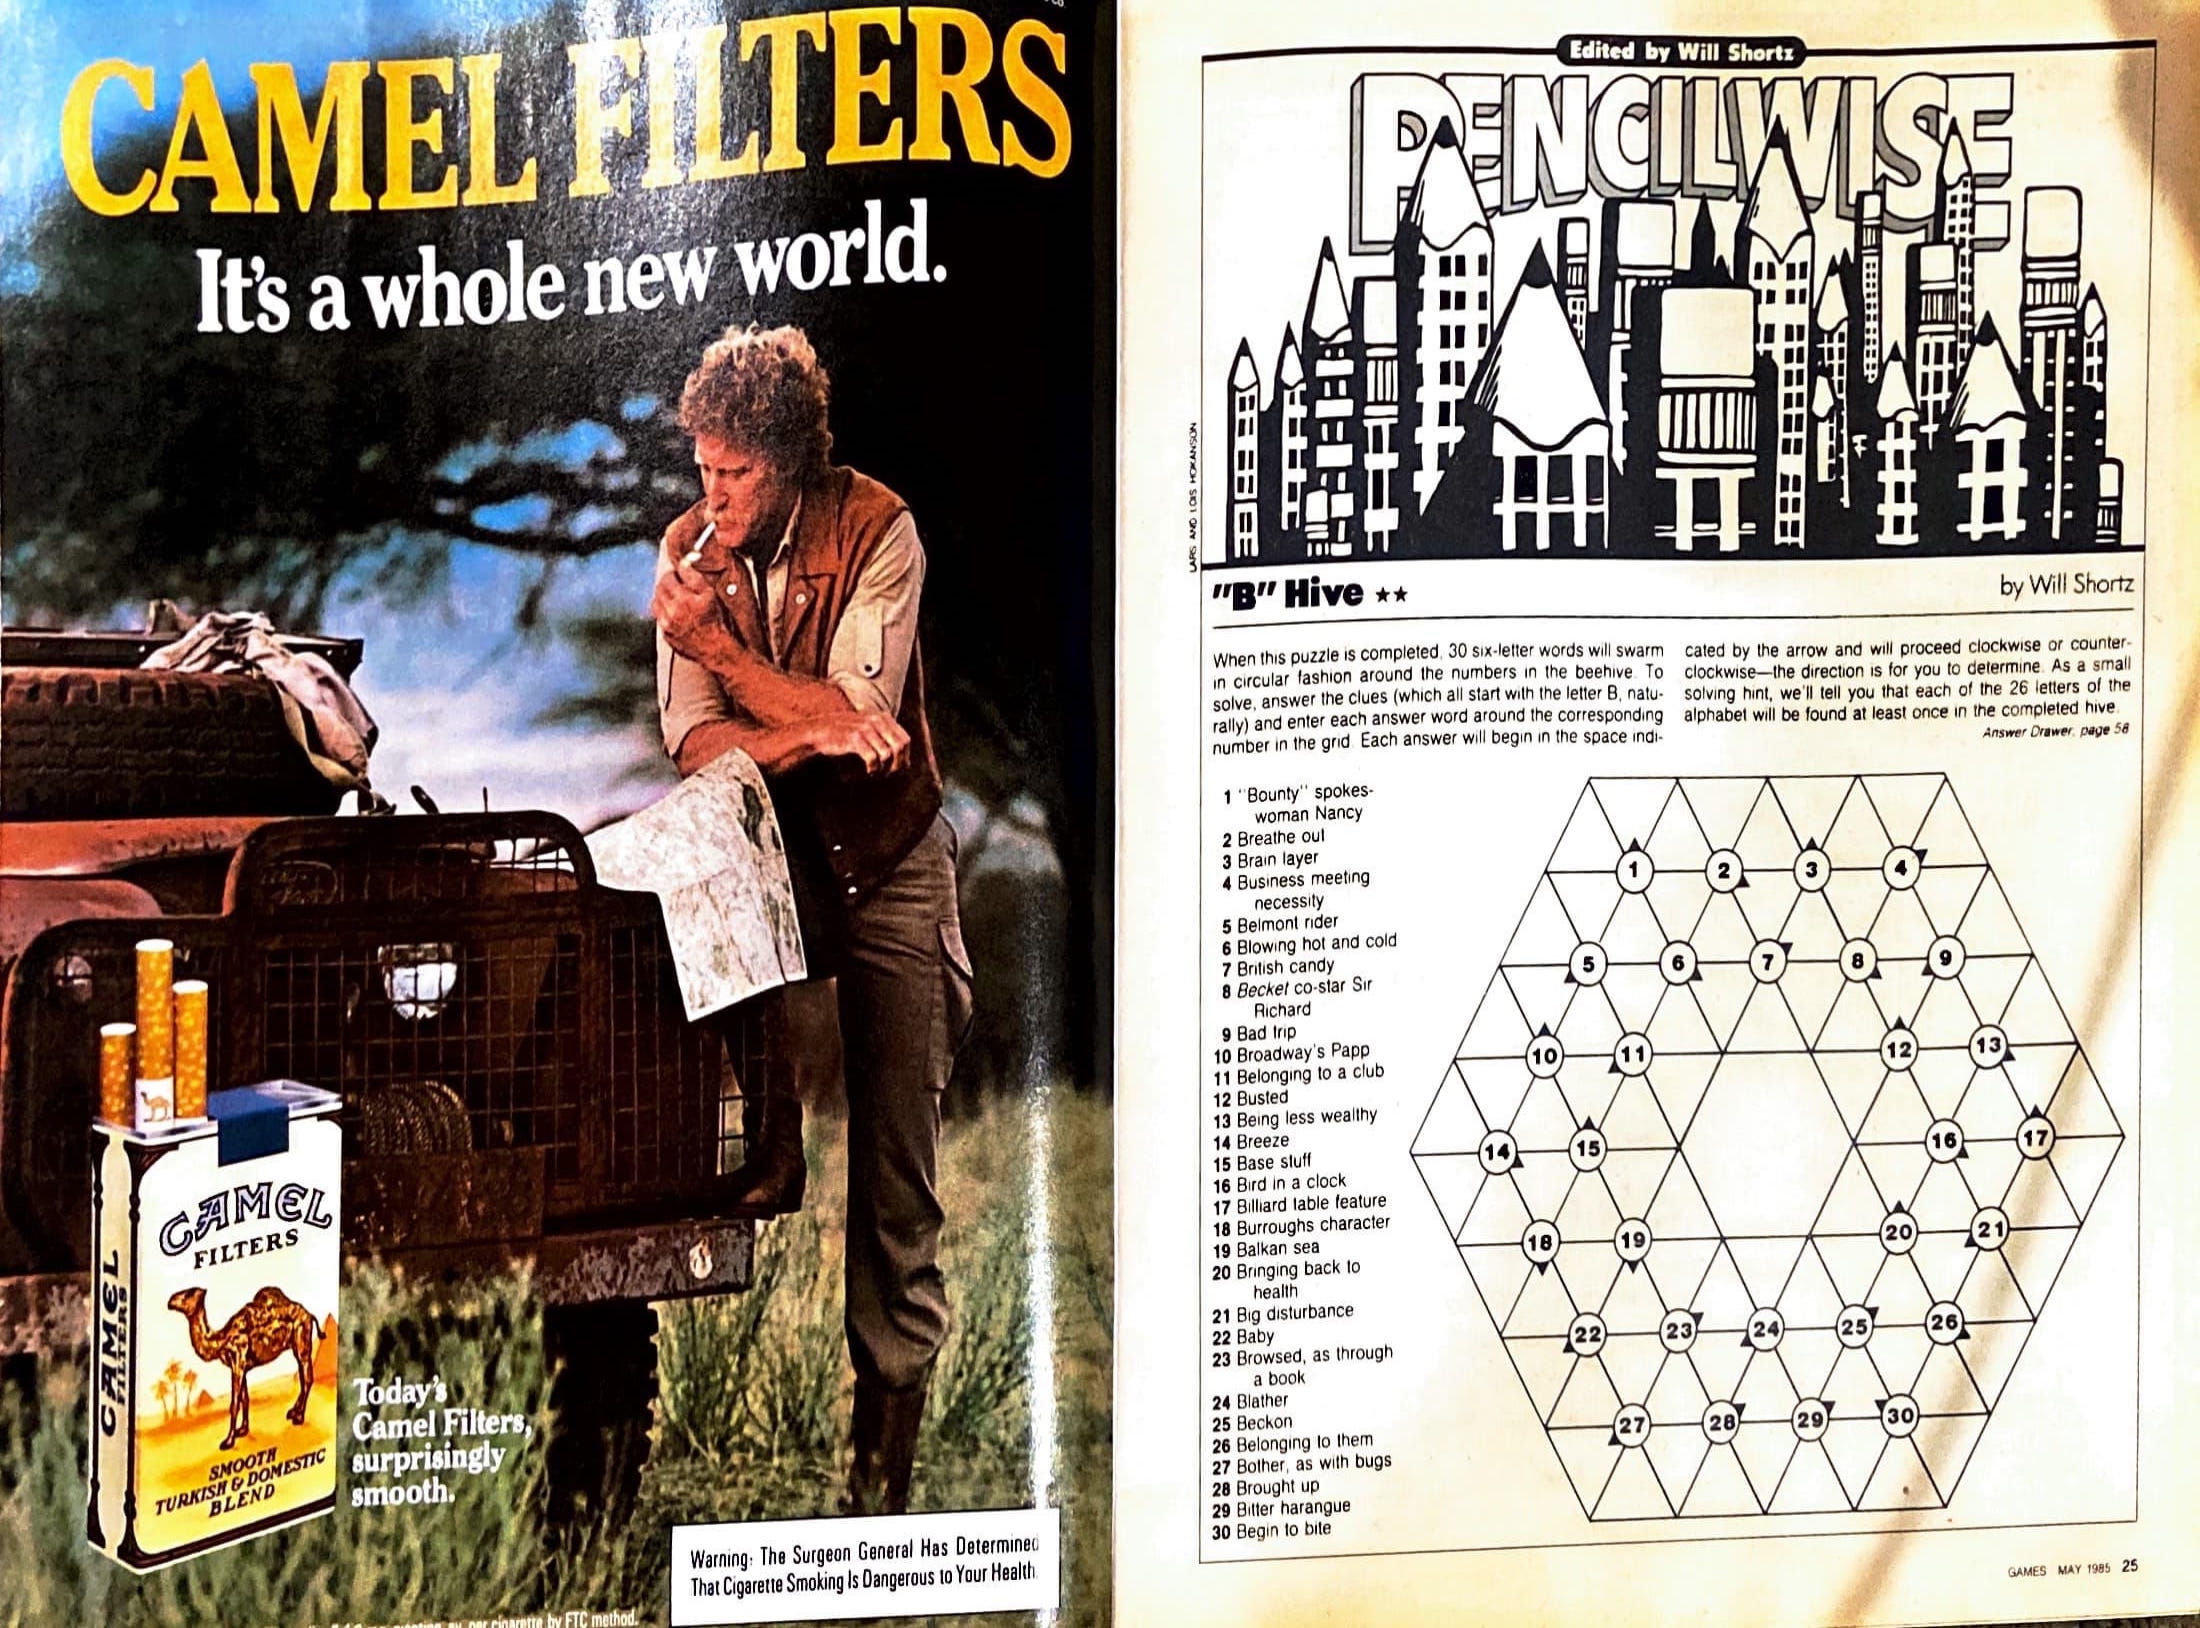 CAMEL FILTERS
It's a whole new world.
CAMEL
FILTERS
CAMEL
FILTERS
SMOOTH
TURKISH & DOMESTIC
BLEND
Today's
Camel Filters,
surprisingly
smooth.
Warning: The Surgeon General Has Determined
That Cigarette Smoking Is Dangerous to Your Health.
per cigarette by FTC method.
Edited by Will Shortz
PENCILWISE
LARS AND LOIS HOKANSON
"B" Hive ★★
by Will Shortz
When this puzzle is completed, 30 six-letter words will swarm
in circular fashion around the numbers in the beehive. To
solve, answer the clues (which all start with the letter B, natu-
rally) and enter each answer word around the corresponding
number in the grid. Each answer will begin in the space indi-
cated by the arrow and will proceed clockwise or counter-
clockwise—the direction is for you to determine. As a small
solving hint, we'll tell you that each of the 26 letters of the
alphabet will be found at least once in the completed hive.
Answer Drawer, page 58
1 "Bounty" spokes-
woman Nancy
2 Breathe out
3 Brain layer
4 Business meeting
necessity
5 Belmont rider
6 Blowing hot and cold
7 British candy
8 Becket co-star Sir
Richard
9 Bad trip
10 Broadway's Papp
11 Belonging to a club
12 Busted
13 Being less wealthy
14 Breeze
15 Base stuff
16 Bird in a clock
17 Billiard table feature
18 Burroughs character
19 Balkan sea
20 Bringing back to
health
21 Big disturbance
22 Baby
23 Browsed, as through
a book
24 Blather
25 Beckon
26 Belonging to them
27 Bother, as with bugs
28 Brought up
29 Bitter harangue
30 Begin to bite
1 2 3 4
5 6 7 8 9
10 11 12 13
14 15 16 17
18 19 20 21
22 23 24 25 26
27 28 29 30
GAMES MAY 1985 25